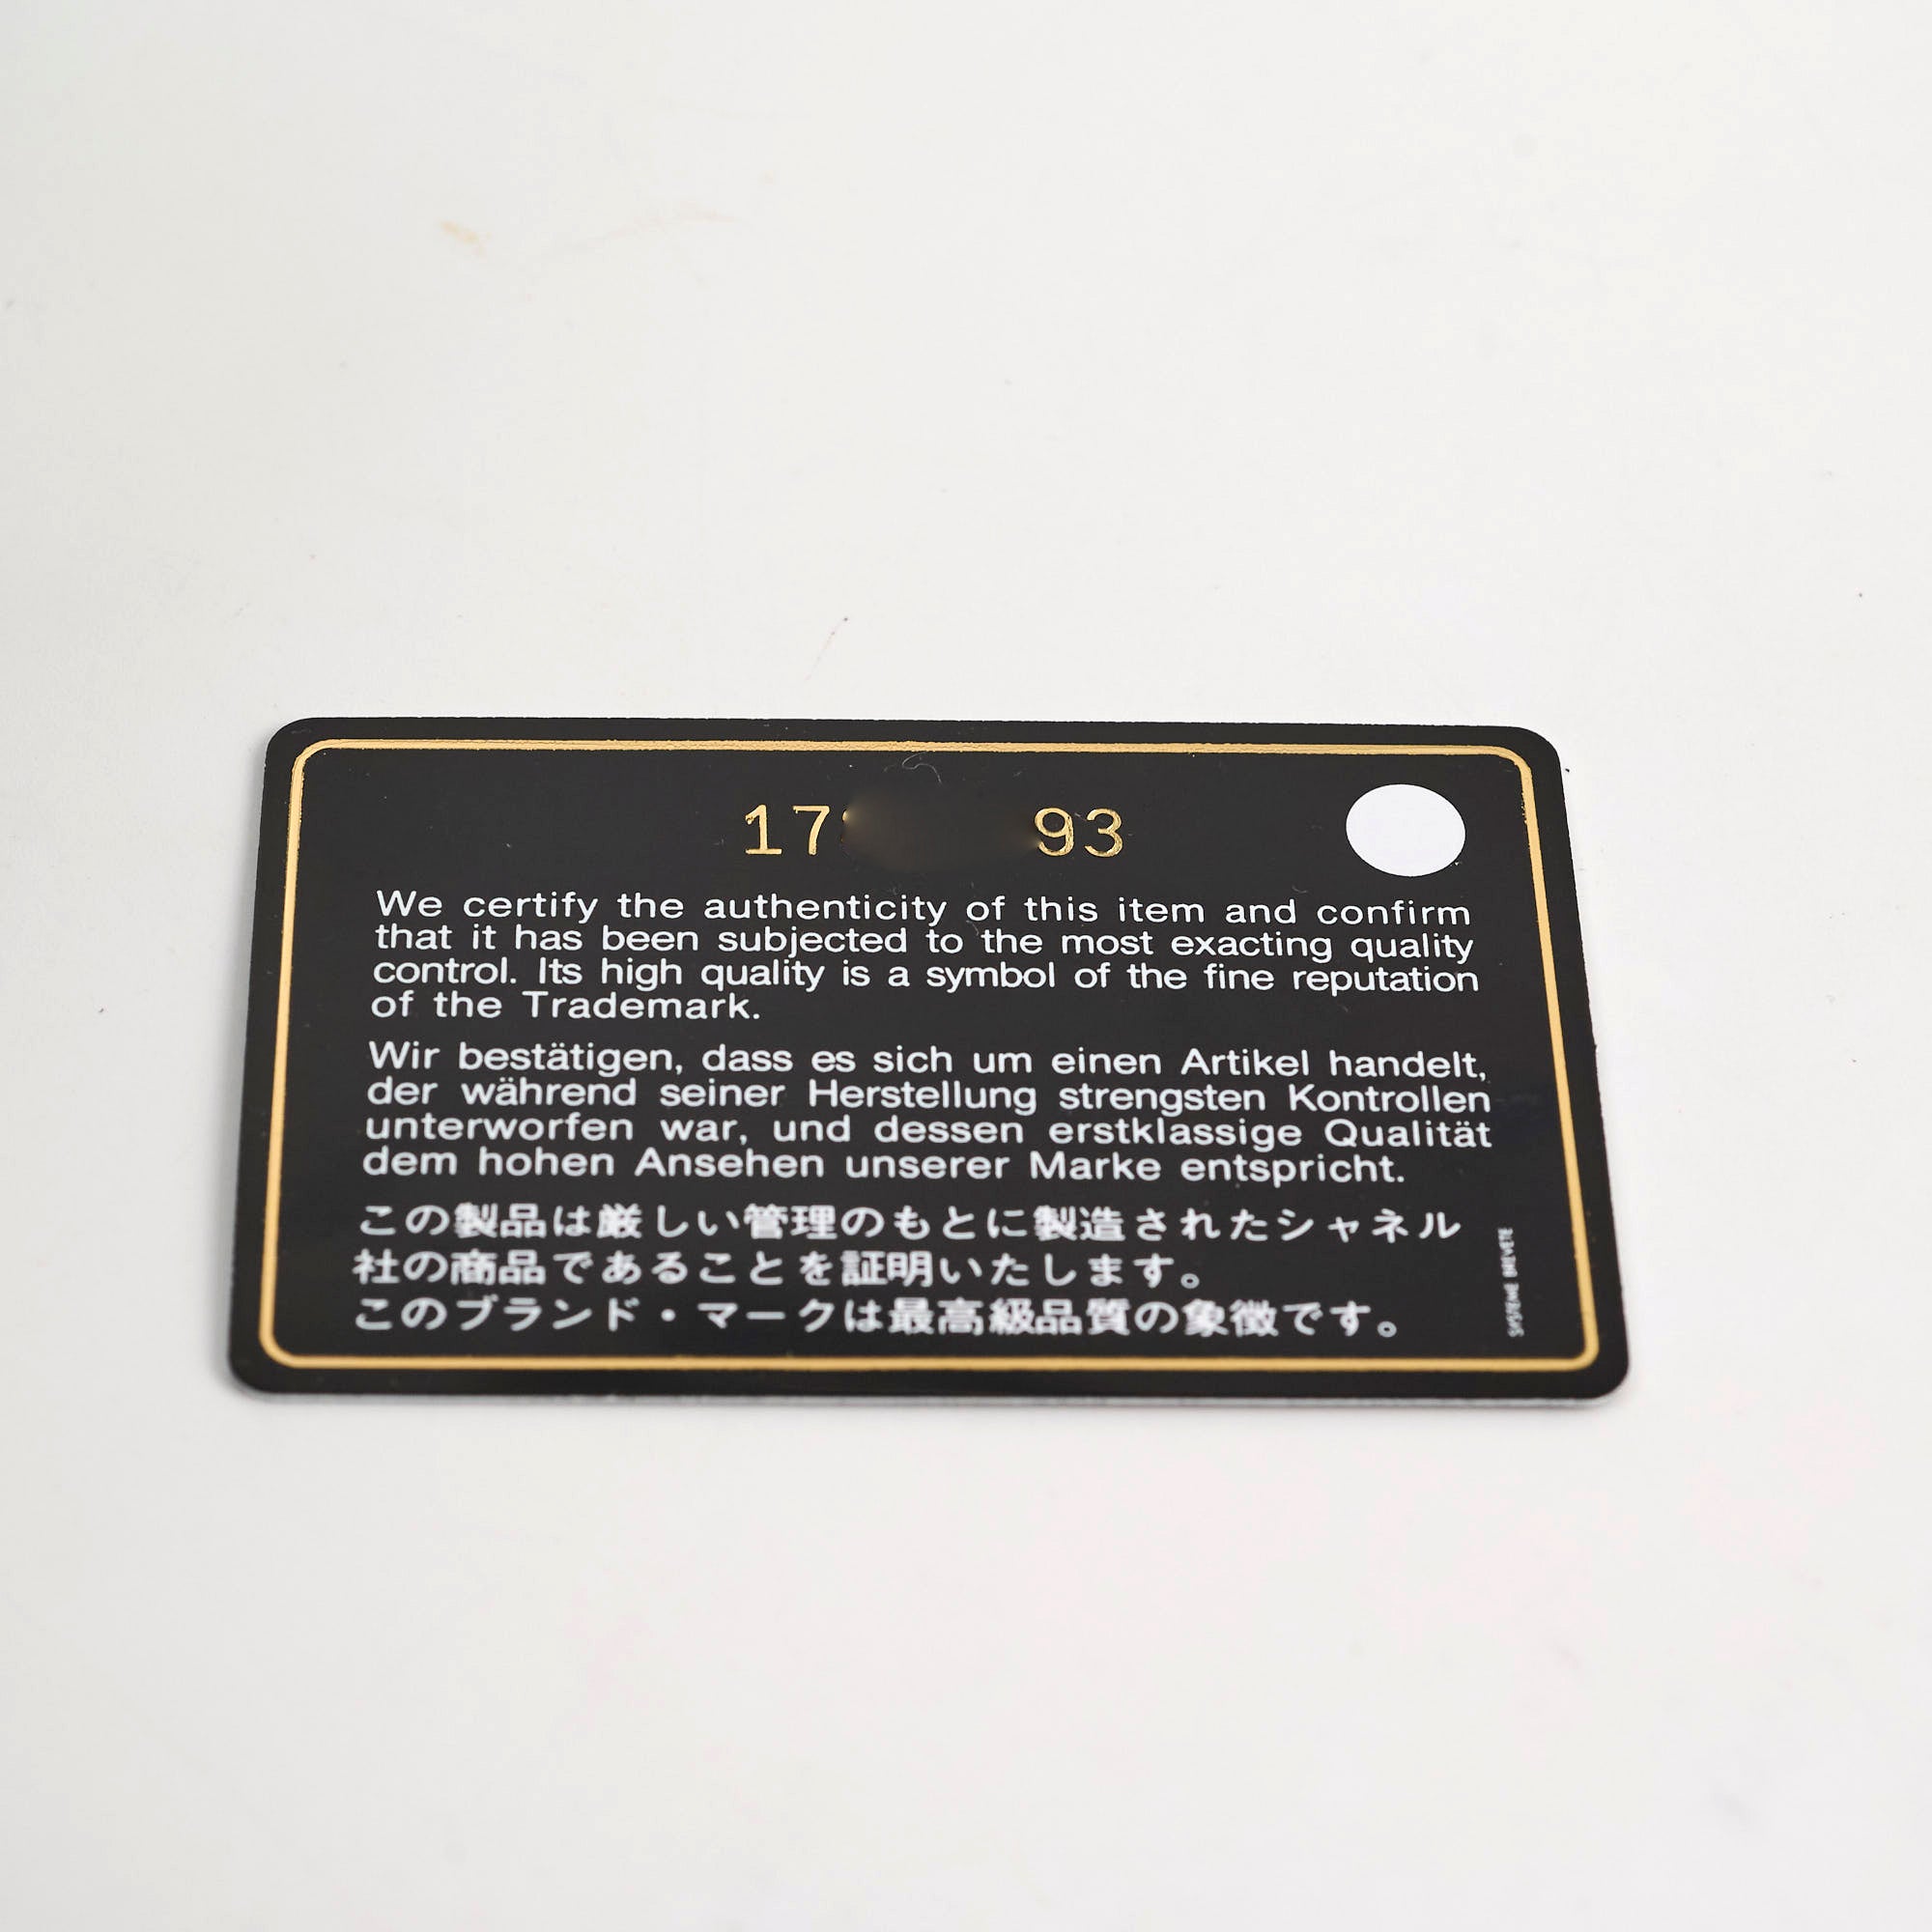 17 93
We certify the authenticity of this item and confirm
that it has been subjected to the most exacting quality
control. Its high quality is a symbol of the fine reputation
of the Trademark.
Wir bestätigen, dass es sich um einen Artikel handelt,
der während seiner Herstellung strengsten Kontrollen
unterworfen war, und dessen erstklassige Qualität
dem hohen Ansehen unserer Marke entspricht.
この製品は厳しい管理のもとに製造されたシャネル
社の商品であることを証明いたします。
このブランド・マークは最高級品質の象徴です。
SYSTEME BREVETE